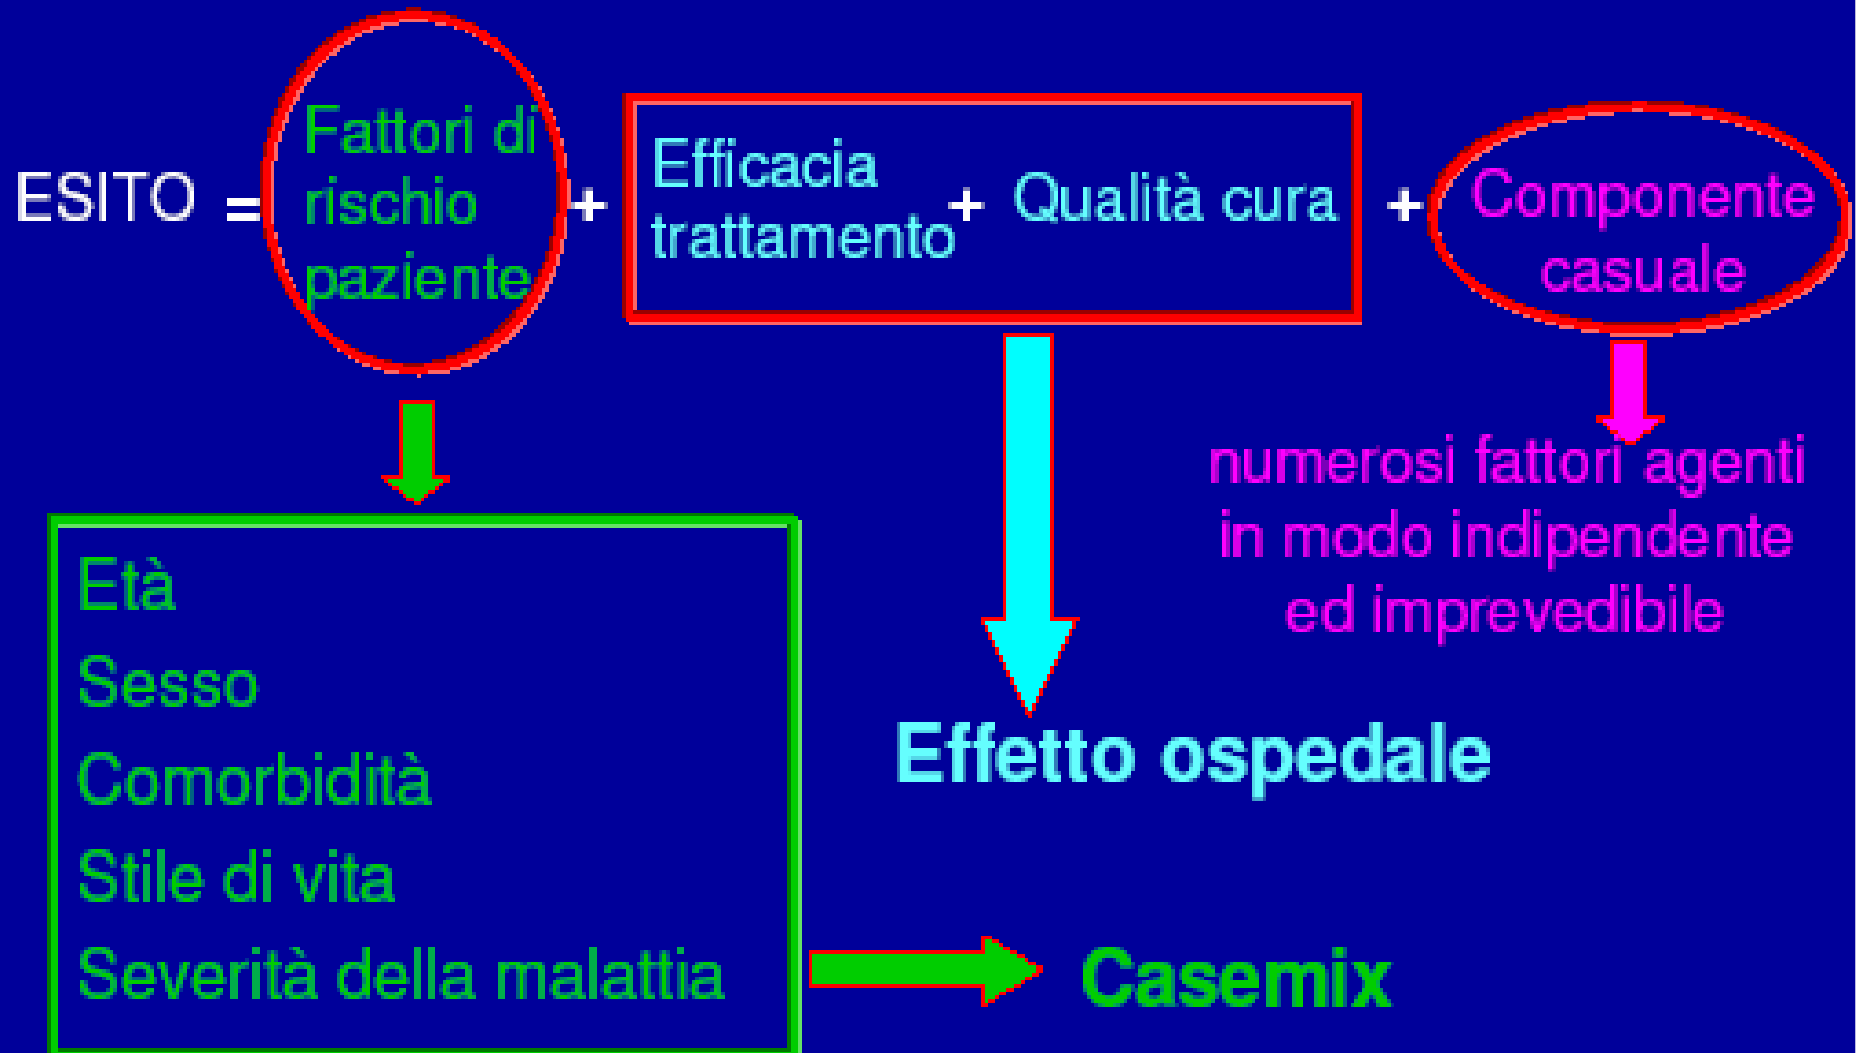 ESITO =
Fattori di
rischio
paziente
+
Efficacia
trattamento
+ Qualità cura
+
Componente
casuale
numerosi fattori agenti
in modo indipendente
ed imprevedibile
Età
Sesso
Comorbidità
Stile di vita
Severità della malattia
Effetto ospedale
Casemix